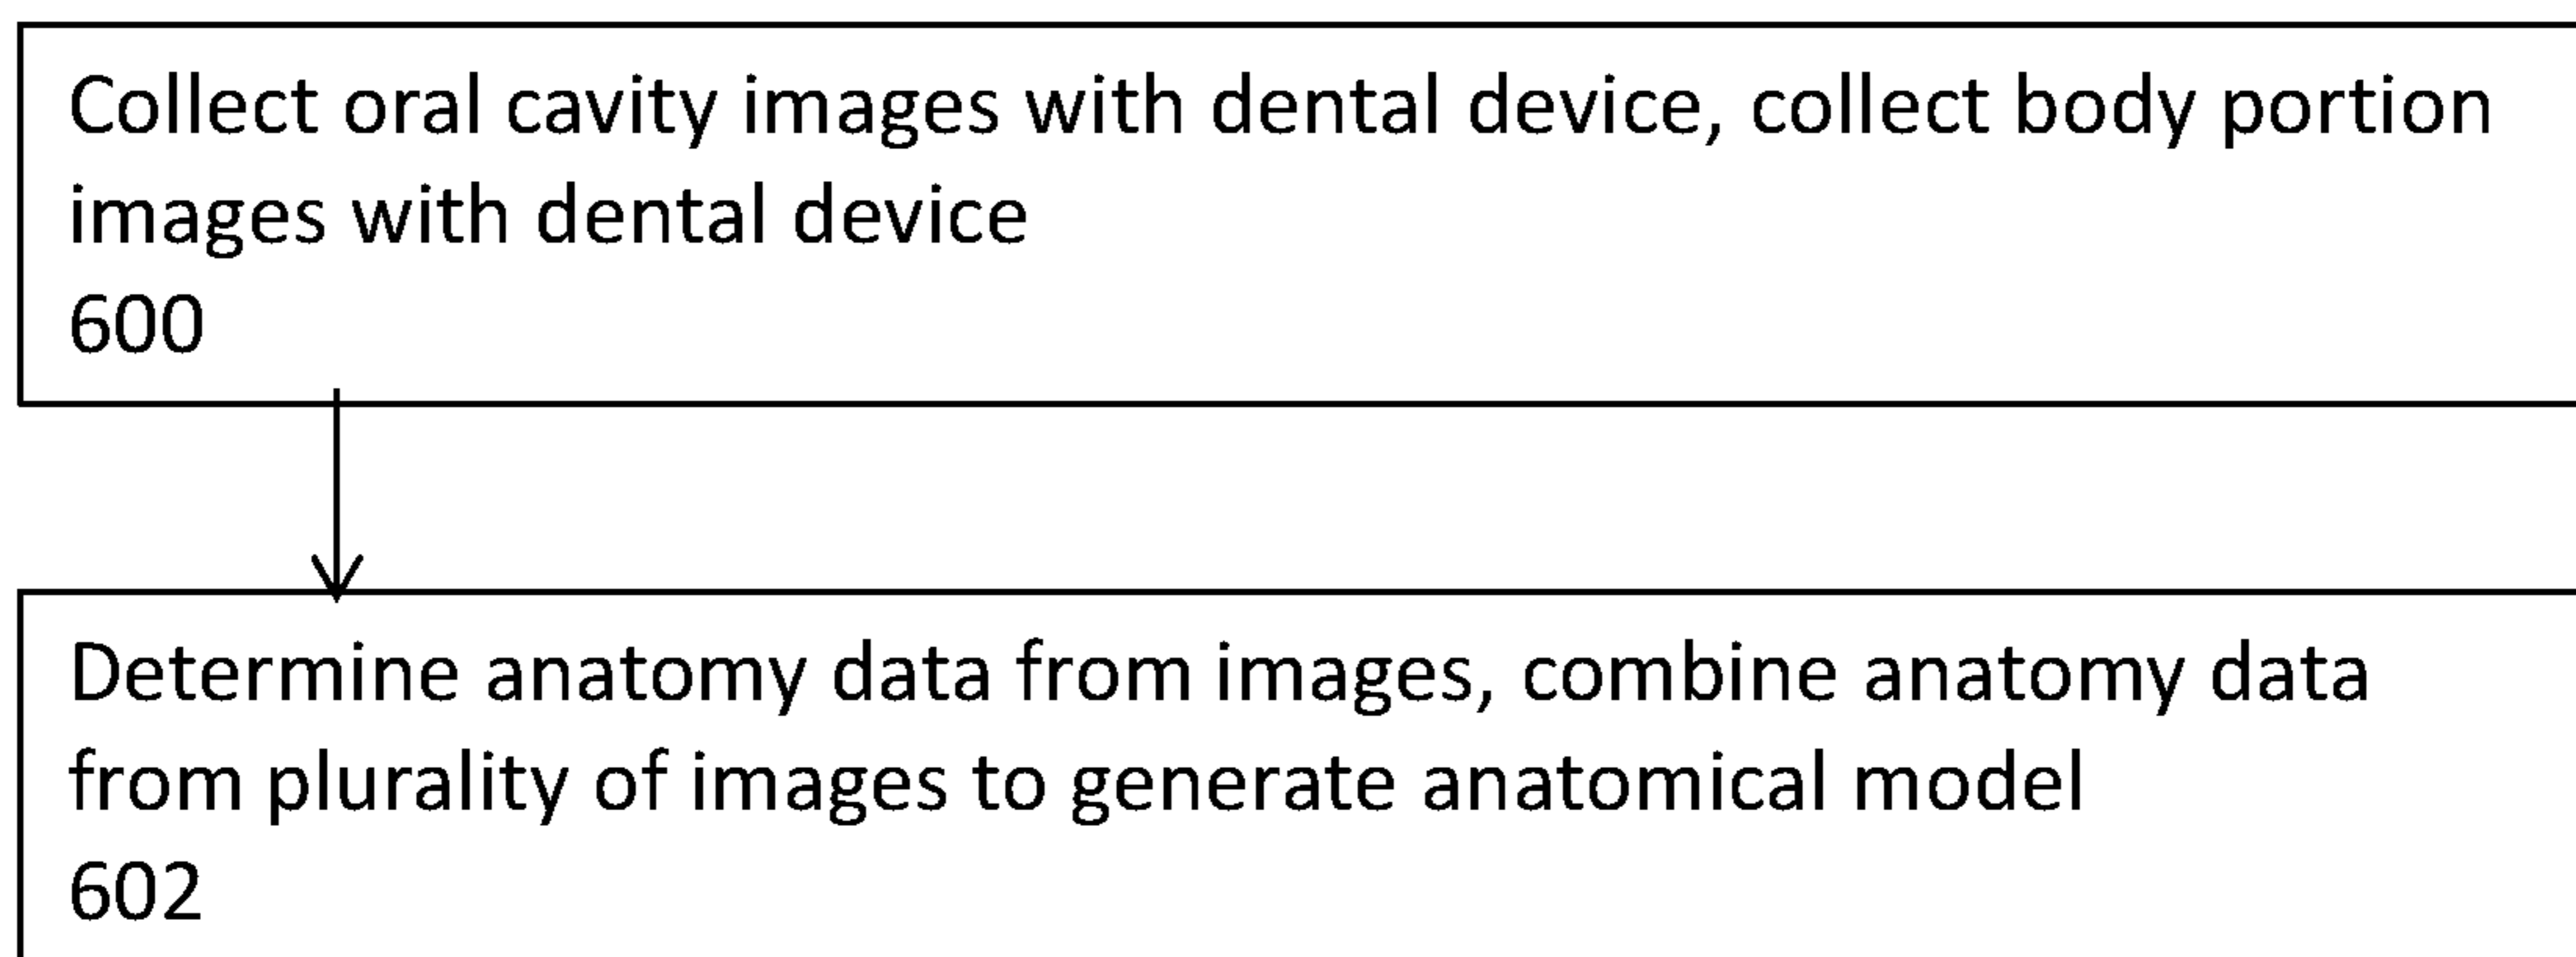 Collect oral cavity images with dental device, collect body portion
images with dental device
600
Determine anatomy data from images, combine anatomy data
from plurality of images to generate anatomical model
602